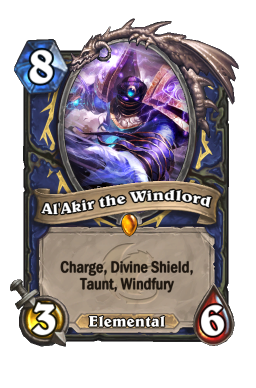 8
Al'Akir the Windlord
Charge, Divine Shield,
Taunt, Windfury
3
Elemental
6